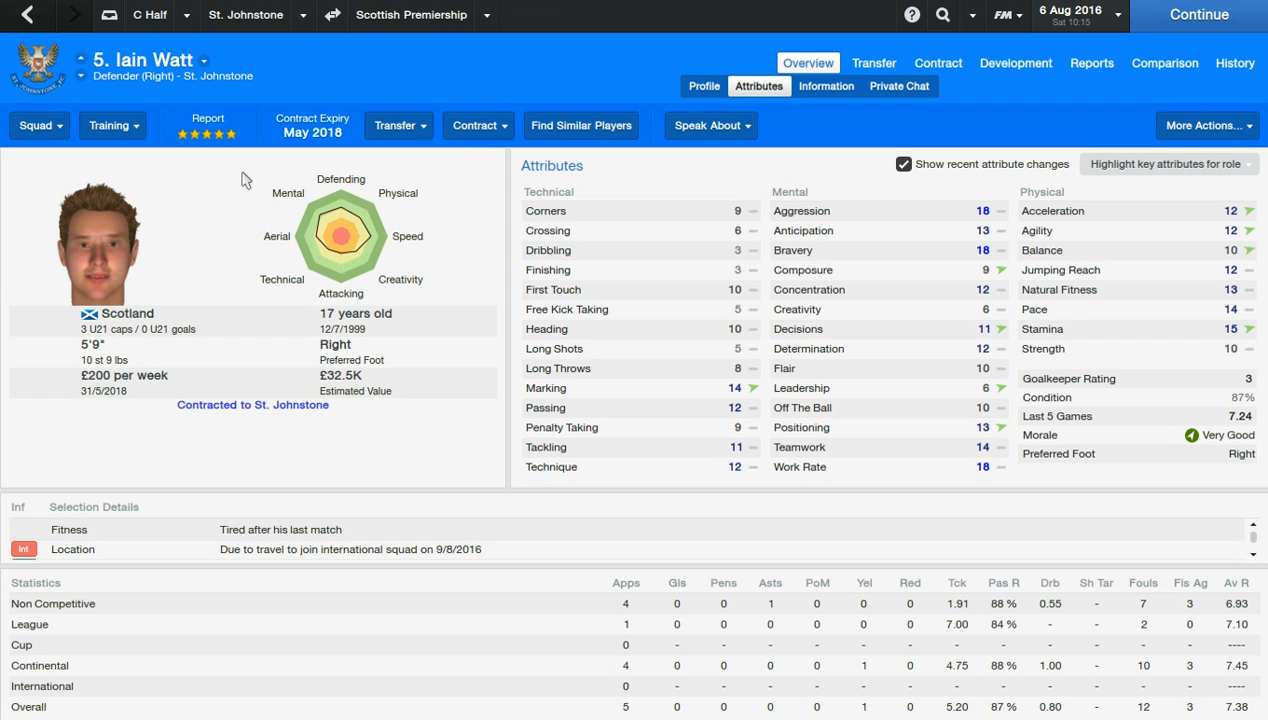 C Half St. Johnstone Scottish Premiership ? FM 6 Aug 2016 Sat 10:15 Continue
5. Iain Watt
Defender (Right) - St. Johnstone
Overview Transfer Contract Development Reports Comparison History
Profile Attributes Information Private Chat
Squad Training Report Contract Expiry May 2018 Transfer Contract Find Similar Players Speak About More Actions...
Defending
Mental Physical
Aerial Speed
Technical Creativity
Attacking
Scotland 17 years old
3 U21 caps / 0 U21 goals 12/7/1999
5'9" Right
10 st 9 lbs Preferred Foot
£200 per week £32.5K
31/5/2018 Estimated Value
Contracted to St. Johnstone
Attributes Show recent attribute changes Highlight key attributes for role
Technical Mental Physical
Corners 9 Aggression 18 Acceleration 12
Crossing 6 Anticipation 13 Agility 12
Dribbling 3 Bravery 18 Balance 10
Finishing 3 Composure 9 Jumping Reach 12
First Touch 10 Concentration 12 Natural Fitness 13
Free Kick Taking 5 Creativity 6 Pace 14
Heading 10 Decisions 11 Stamina 15
Long Shots 5 Determination 12 Strength 10
Long Throws 8 Flair 10
Goalkeeper Rating 3
Marking 14 Leadership 6 Condition 87%
Passing 12 Off The Ball 10 Last 5 Games 7.24
Penalty Taking 9 Positioning 13 Morale Very Good
Tackling 11 Teamwork 14 Preferred Foot Right
Technique 12 Work Rate 18
Inf Selection Details
Fitness Tired after his last match
Int Location Due to travel to join international squad on 9/8/2016
Statistics Apps Gls Pens Asts PoM Yel Red Tck Pas R Drb Sh Tar Fouls Fls Ag Av R
Non Competitive 4 0 0 1 0 0 0 1.91 88 % 0.55 - 7 3 6.93
League 1 0 0 0 0 0 0 7.00 84 % - - 2 0 7.10
Cup 0 - - - - - - - - - - - - ----
Continental 4 0 0 0 0 1 0 4.75 88 % 1.00 - 10 3 7.45
International 0 - - - - - - - - - - - - ----
Overall 5 0 0 0 0 1 0 5.20 87 % 0.80 - 12 3 7.38